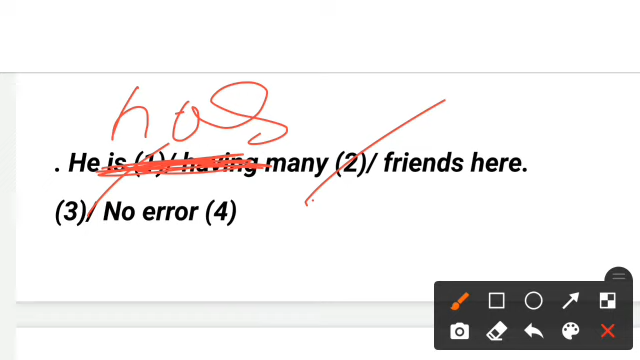 has
. He is (1)/ having many (2)/ friends here.
(3)/ No error (4)